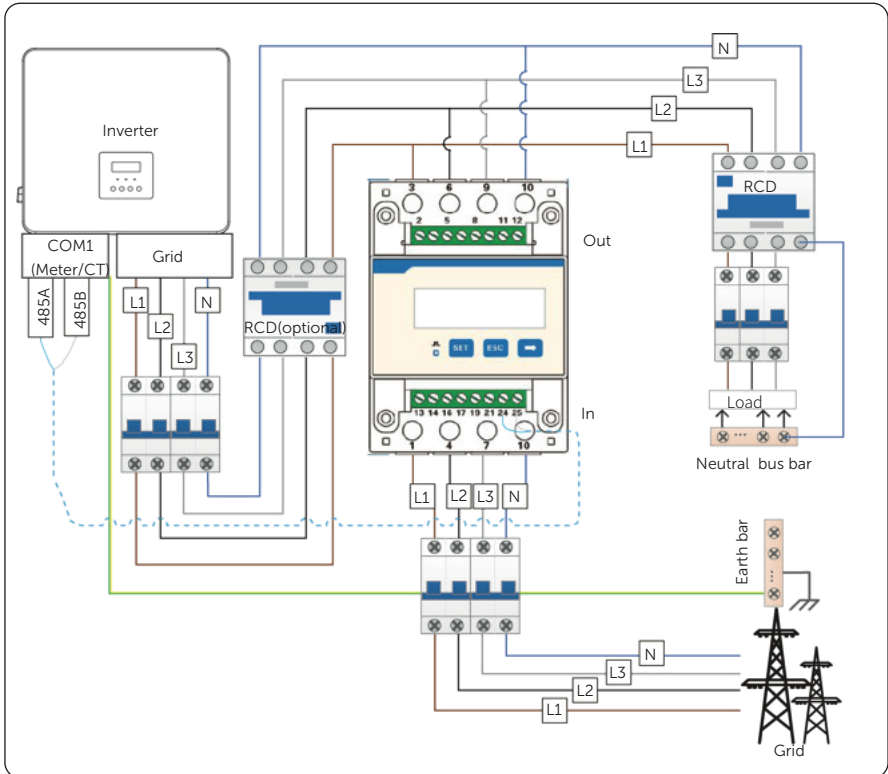 N
L3
L2
L1
Inverter
COM1
(Meter/CT)
Grid
485A
485B
L1
L2
L3
N
RCD(optional)
3 6 9 10
2 5 8 11 12
Out
SET ESC
In
13 14 16 17 19 21 24 25
1 4 7 10
L1 L2 L3 N
RCD
Load
Neutral bus bar
Earth bar
N
L3
L2
L1
Grid